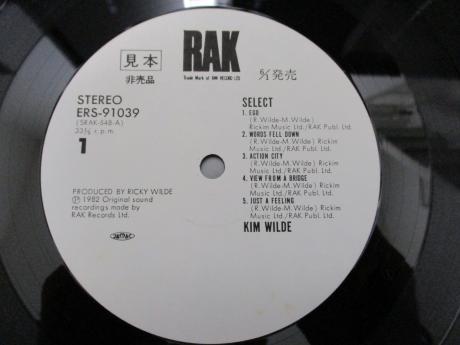 見本
非売品
RAK
Trade Mark of RAK RECORD LTD
6/1発売
STEREO
ERS-91039
(SRAK-548-A)
33⅓ r.p.m.
1
SELECT
1. EGO
(R.Wilde-M.Wilde)
Rickim Music Ltd./RAK Publ. Ltd.
2. WORDS FELL DOWN
(R.Wilde-M.Wilde) Rickim
Music Ltd./RAK Publ. Ltd.
3. ACTION CITY
(R.Wilde-M.Wilde) Rickim
Music Ltd./RAK Publ. Ltd.
4. VIEW FROM A BRIDGE
(R.Wilde-M.Wilde) Rickim
Music Ltd./RAK Publ. Ltd.
5. JUST A FEELING
(R.Wilde-M.Wilde) Rickim
Music Ltd./RAK Publ. Ltd.
KIM WILDE
PRODUCED BY RICKY WILDE
Ⓟ 1982 Original sound
recordings made by
RAK Records Ltd.
JASRAC